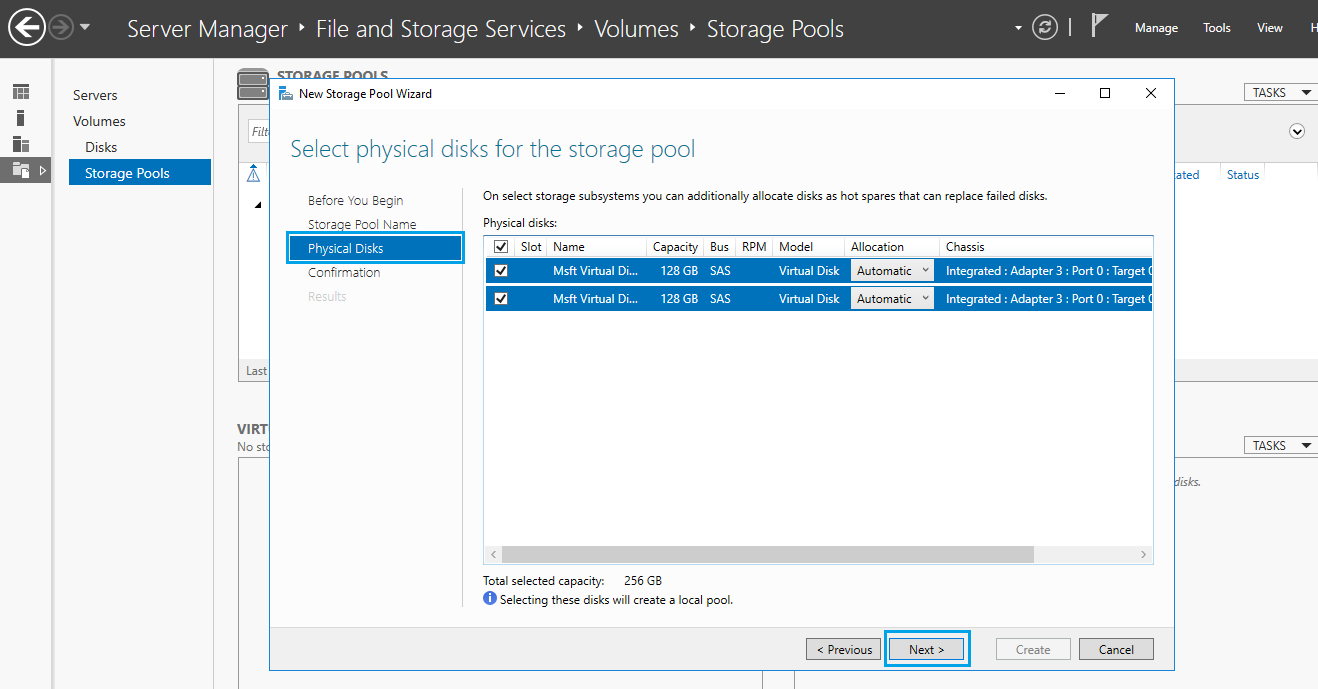 Server Manager ‣ File and Storage Services ‣ Volumes ‣ Storage Pools
Manage Tools View H
Servers
Volumes
Disks
Storage Pools
STORAGE POOLS
TASKS
Filte
ated Status
Last
VIRT
No sto
TASKS
disks.
New Storage Pool Wizard
Select physical disks for the storage pool
Before You Begin
Storage Pool Name
Physical Disks
Confirmation
Results
On select storage subsystems you can additionally allocate disks as hot spares that can replace failed disks.
Physical disks:
Slot Name Capacity Bus RPM Model Allocation Chassis
Msft Virtual Di... 128 GB SAS Virtual Disk Automatic Integrated : Adapter 3 : Port 0 : Target 0
Msft Virtual Di... 128 GB SAS Virtual Disk Automatic Integrated : Adapter 3 : Port 0 : Target 0
Total selected capacity: 256 GB
Selecting these disks will create a local pool.
< Previous Next > Create Cancel